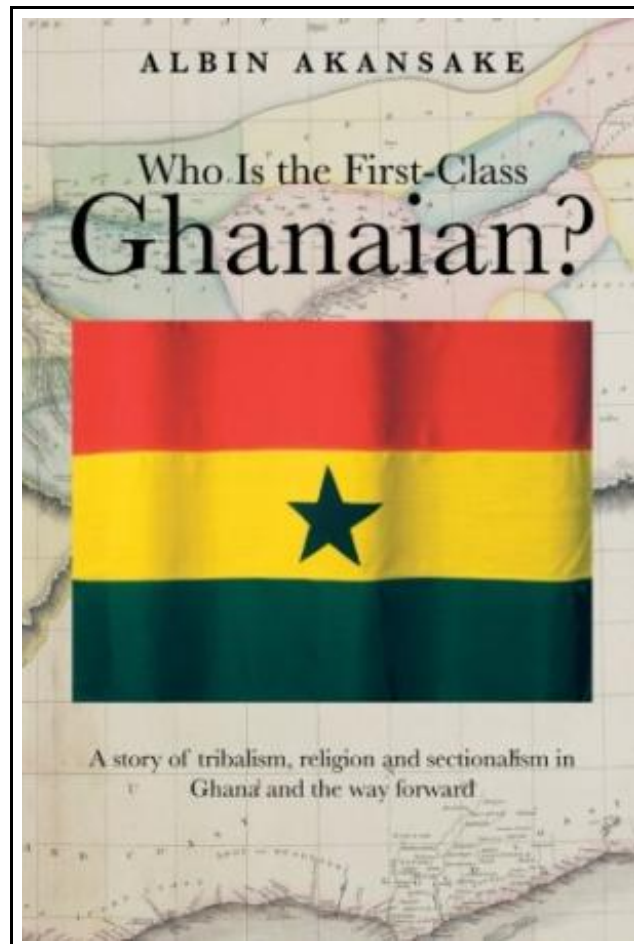 ALBIN AKANSAKE
Who Is the First-Class
Ghanaian?
A story of tribalism, religion and sectionalism in
Ghana and the way forward